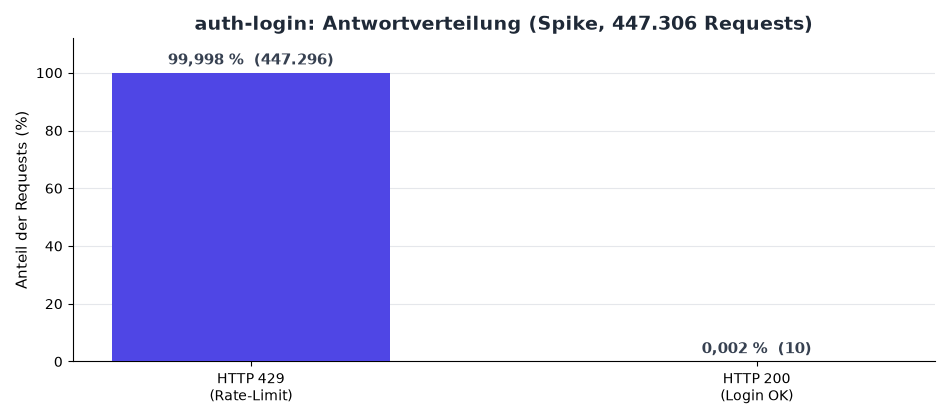 auth-login: Antwortverteilung (Spike, 447.306 Requests)
Anteil der Requests (%)
100
80
60
40
20
0
99,998 % (447.296)
0,002 % (10)
HTTP 429
(Rate-Limit)
HTTP 200
(Login OK)